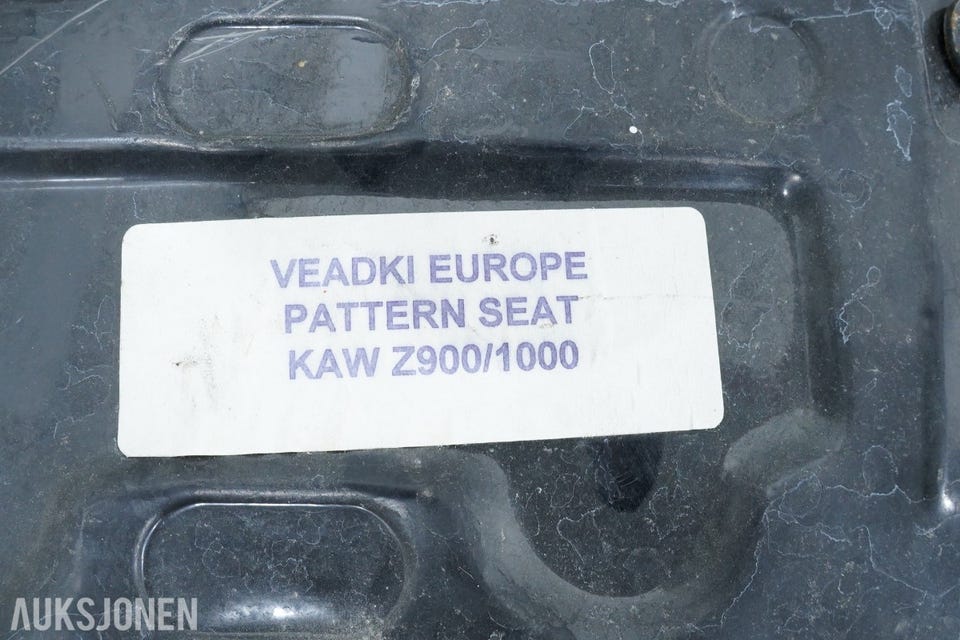 VEADKI EUROPE
PATTERN SEAT
KAW Z900/1000
AUKSJONEN